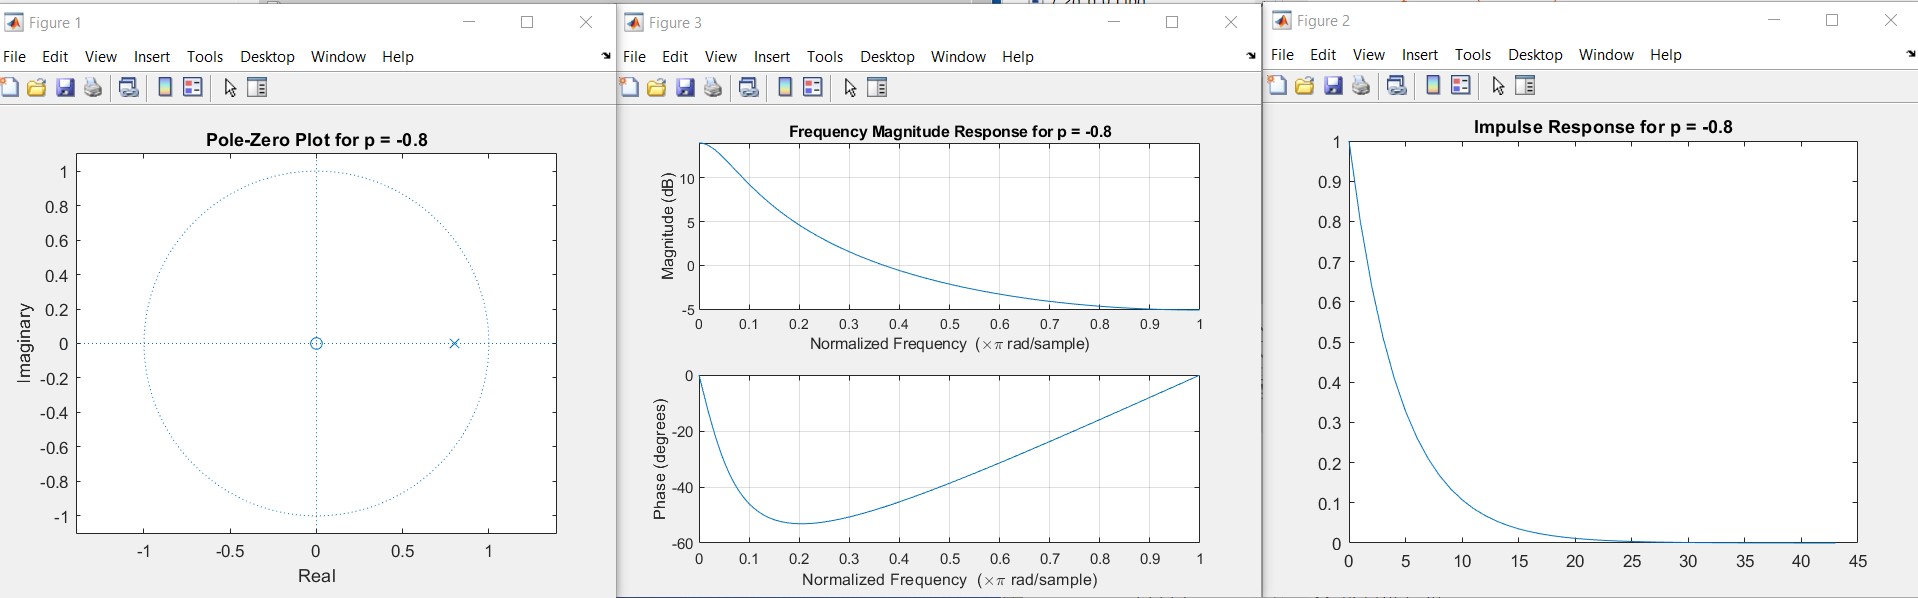 Figure 1
File Edit View Insert Tools Desktop Window Help
Pole-Zero Plot for p = -0.8
Imaginary
1
0.8
0.6
0.4
0.2
0
-0.2
-0.4
-0.6
-0.8
-1
-1 -0.5 0 0.5 1
Real
Figure 3
File Edit View Insert Tools Desktop Window Help
Frequency Magnitude Response for p = -0.8
Magnitude (dB)
10
5
0
-5
0 0.1 0.2 0.3 0.4 0.5 0.6 0.7 0.8 0.9 1
Normalized Frequency (×π rad/sample)
Phase (degrees)
0
-20
-40
-60
0 0.1 0.2 0.3 0.4 0.5 0.6 0.7 0.8 0.9 1
Normalized Frequency (×π rad/sample)
Figure 2
File Edit View Insert Tools Desktop Window Help
Impulse Response for p = -0.8
1
0.9
0.8
0.7
0.6
0.5
0.4
0.3
0.2
0.1
0
0 5 10 15 20 25 30 35 40 45